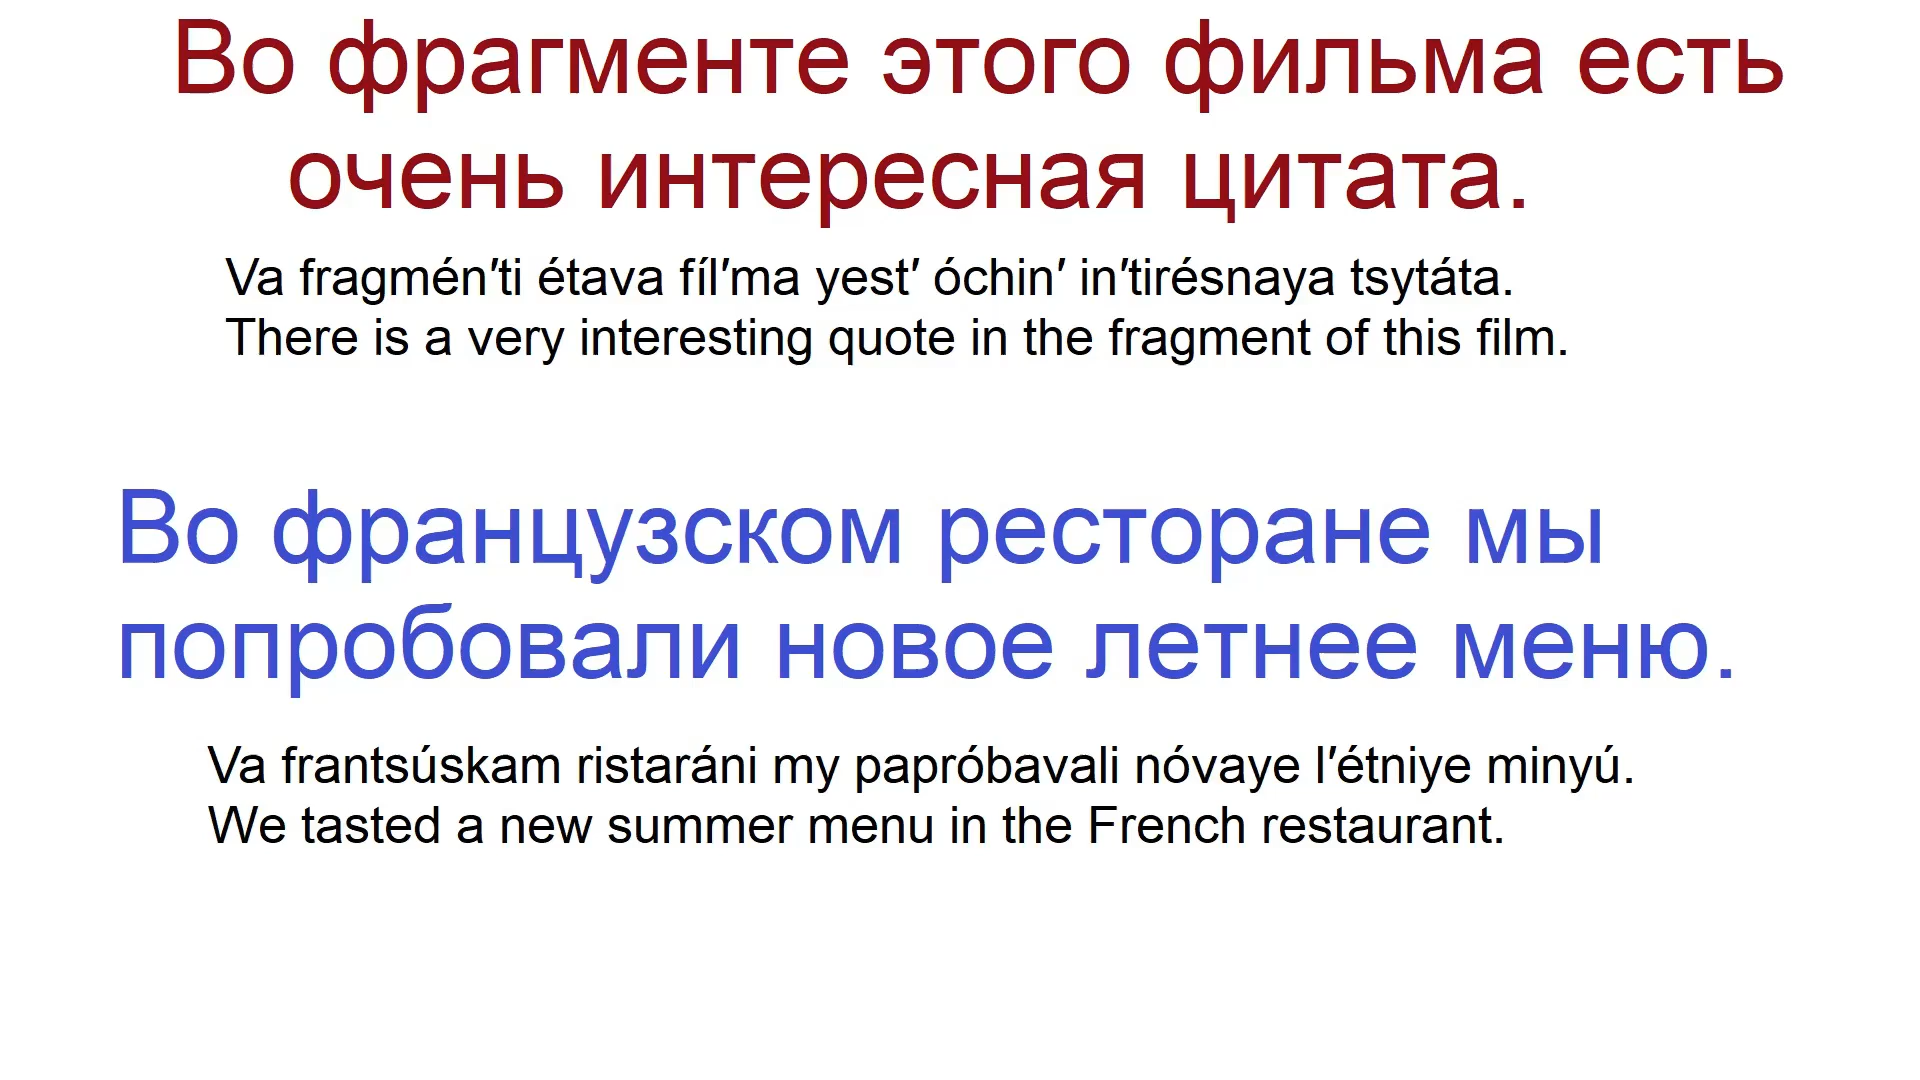 Во фрагменте этого фильма есть
очень интересная цитата.
Va fragmén′ti étava fíl′ma yest′ óchin′ in′tirésnaya tsytáta.
There is a very interesting quote in the fragment of this film.
Во французском ресторане мы
попробовали новое летнее меню.
Va frantsúskam ristaráni my papróbavali nóvaye l′étniye minyú.
We tasted a new summer menu in the French restaurant.